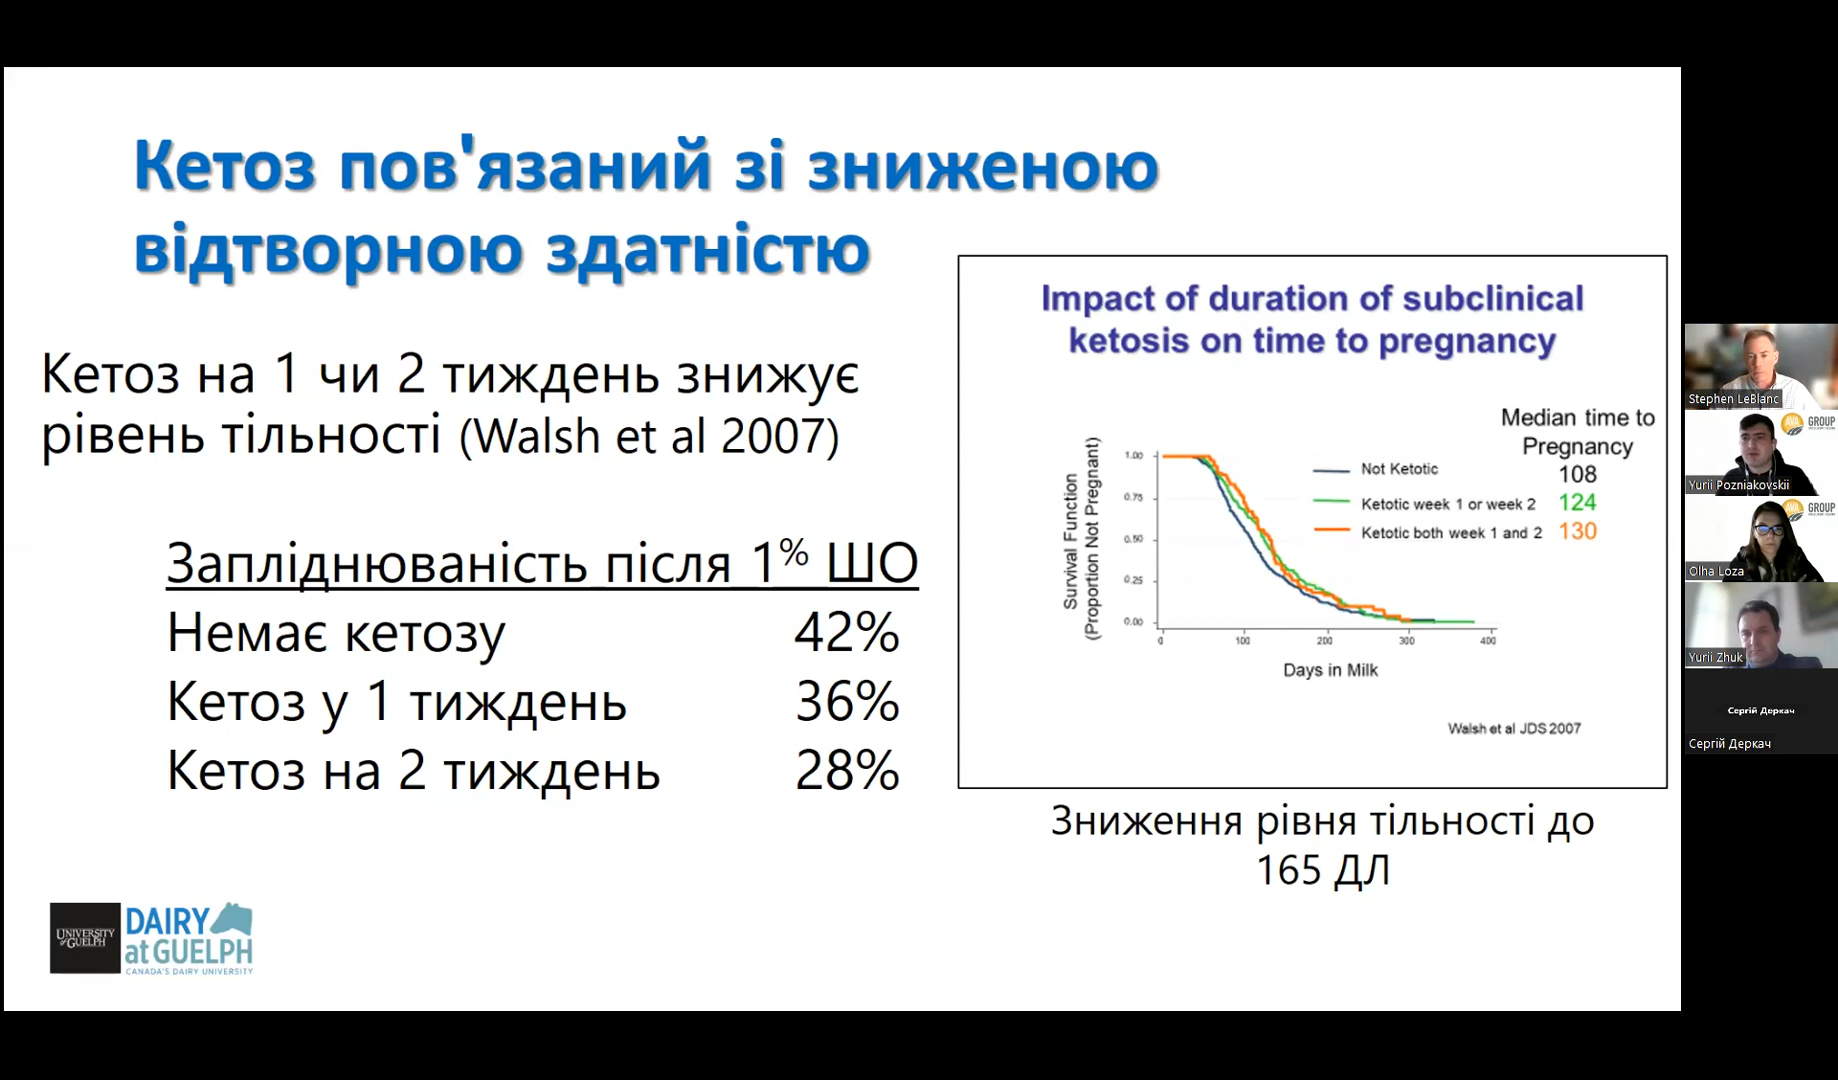 Кетоз пов'язаний зі зниженою
відтворною здатністю
Кетоз на 1 чи 2 тиждень знижує
рівень тільності (Walsh et al 2007)
Запліднюваність після 1% ШО
Немає кетозу 42%
Кетоз у 1 тиждень 36%
Кетоз на 2 тиждень 28%
UNIVERSITY
of GUELPH
DAIRY
at GUELPH
CANADA'S DAIRY UNIVERSITY
Impact of duration of subclinical
ketosis on time to pregnancy
Median time to
Pregnancy
Not Ketotic 108
Ketotic week 1 or week 2 124
Ketotic both week 1 and 2 130
Survival Function
(Proportion Not Pregnant)
1.00
0.75
0.50
0.25
0.00
0 100 200 300 400
Days in Milk
Walsh et al JDS 2007
Зниження рівня тільності до
165 ДЛ
Stephen LeBlanc
AVA GROUP
Yurii Pozniakovskii
AVA GROUP
Olha Loza
Yurii Zhuk
Сергій Деркач
Сергій Деркач